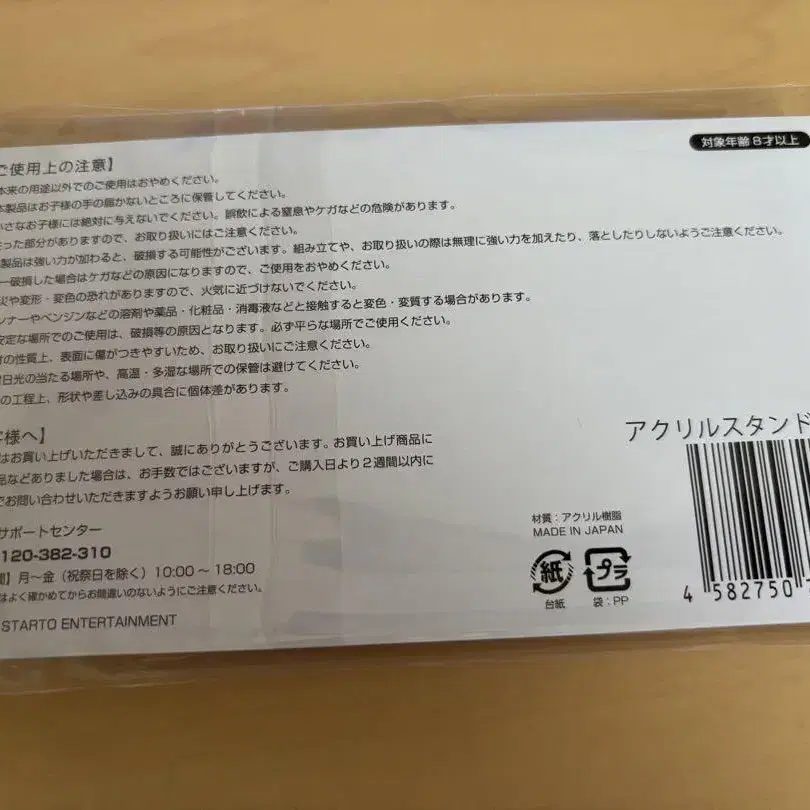 対象年齢8才以上
ご使用上の注意】
本来の用途以外でのご使用はおやめください。
本製品はお子様の手の届かないところに保管してください。
小さなお子様には絶対に与えないでください。誤飲による窒息やケガなどの危険があります。
った部分がありますので、お取り扱いにはご注意ください。
製品は強い力が加わると、破損する可能性がございます。組み立てや、お取り扱いの際は無理に強い力を加えたり、落としたりしないようご注意ください。
一破損した場合はケガなどの原因になりますので、ご使用をおやめください。
災や変形・変色の恐れがありますので、火気に近づけないでください。
ンナーやベンジンなどの溶剤や薬品・化粧品・消毒液などと接触すると変色・変質する場合があります。
安定な場所でのご使用は、破損等の原因となります。必ず平らな場所でご使用ください。
の性質上、表面に傷がつきやすいため、お取り扱いにご注意ください。
日光の当たる場所や、高温・多湿な場所での保管は避けてください。
の工程上、形状や差し込みの具合に個体差があります。
客様へ】
はお買い上げいただきまして、誠にありがとうございます。お買い上げ商品に
品などありました場合は、お手数ではございますが、ご購入日より2週間以内に
でお問い合わせいただきますようお願い申し上げます。
サポートセンター
120-382-310
間】月～金（祝祭日を除く）10:00～18:00
はよく確かめてからお間違いのないようにご注意ください。
STARTO ENTERTAINMENT
アクリルスタンド
材質：アクリル樹脂
MADE IN JAPAN
紙
プラ
台紙
袋：PP
4 582750